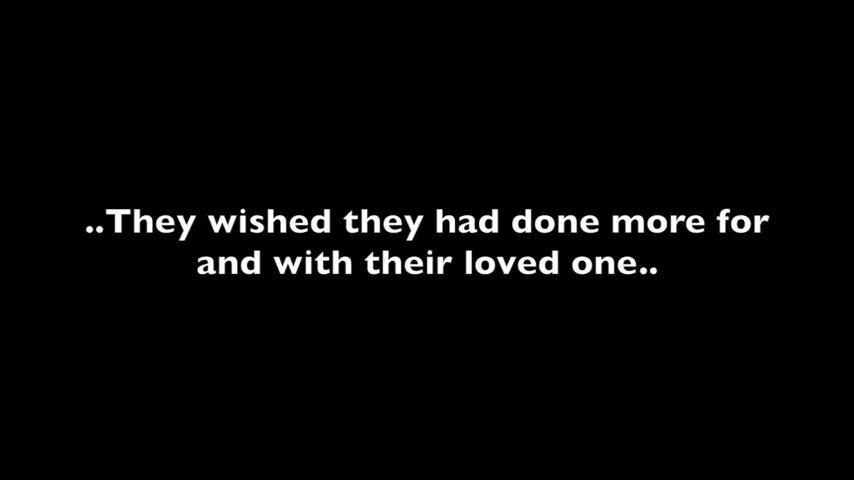 ..They wished they had done more for
and with their loved one..